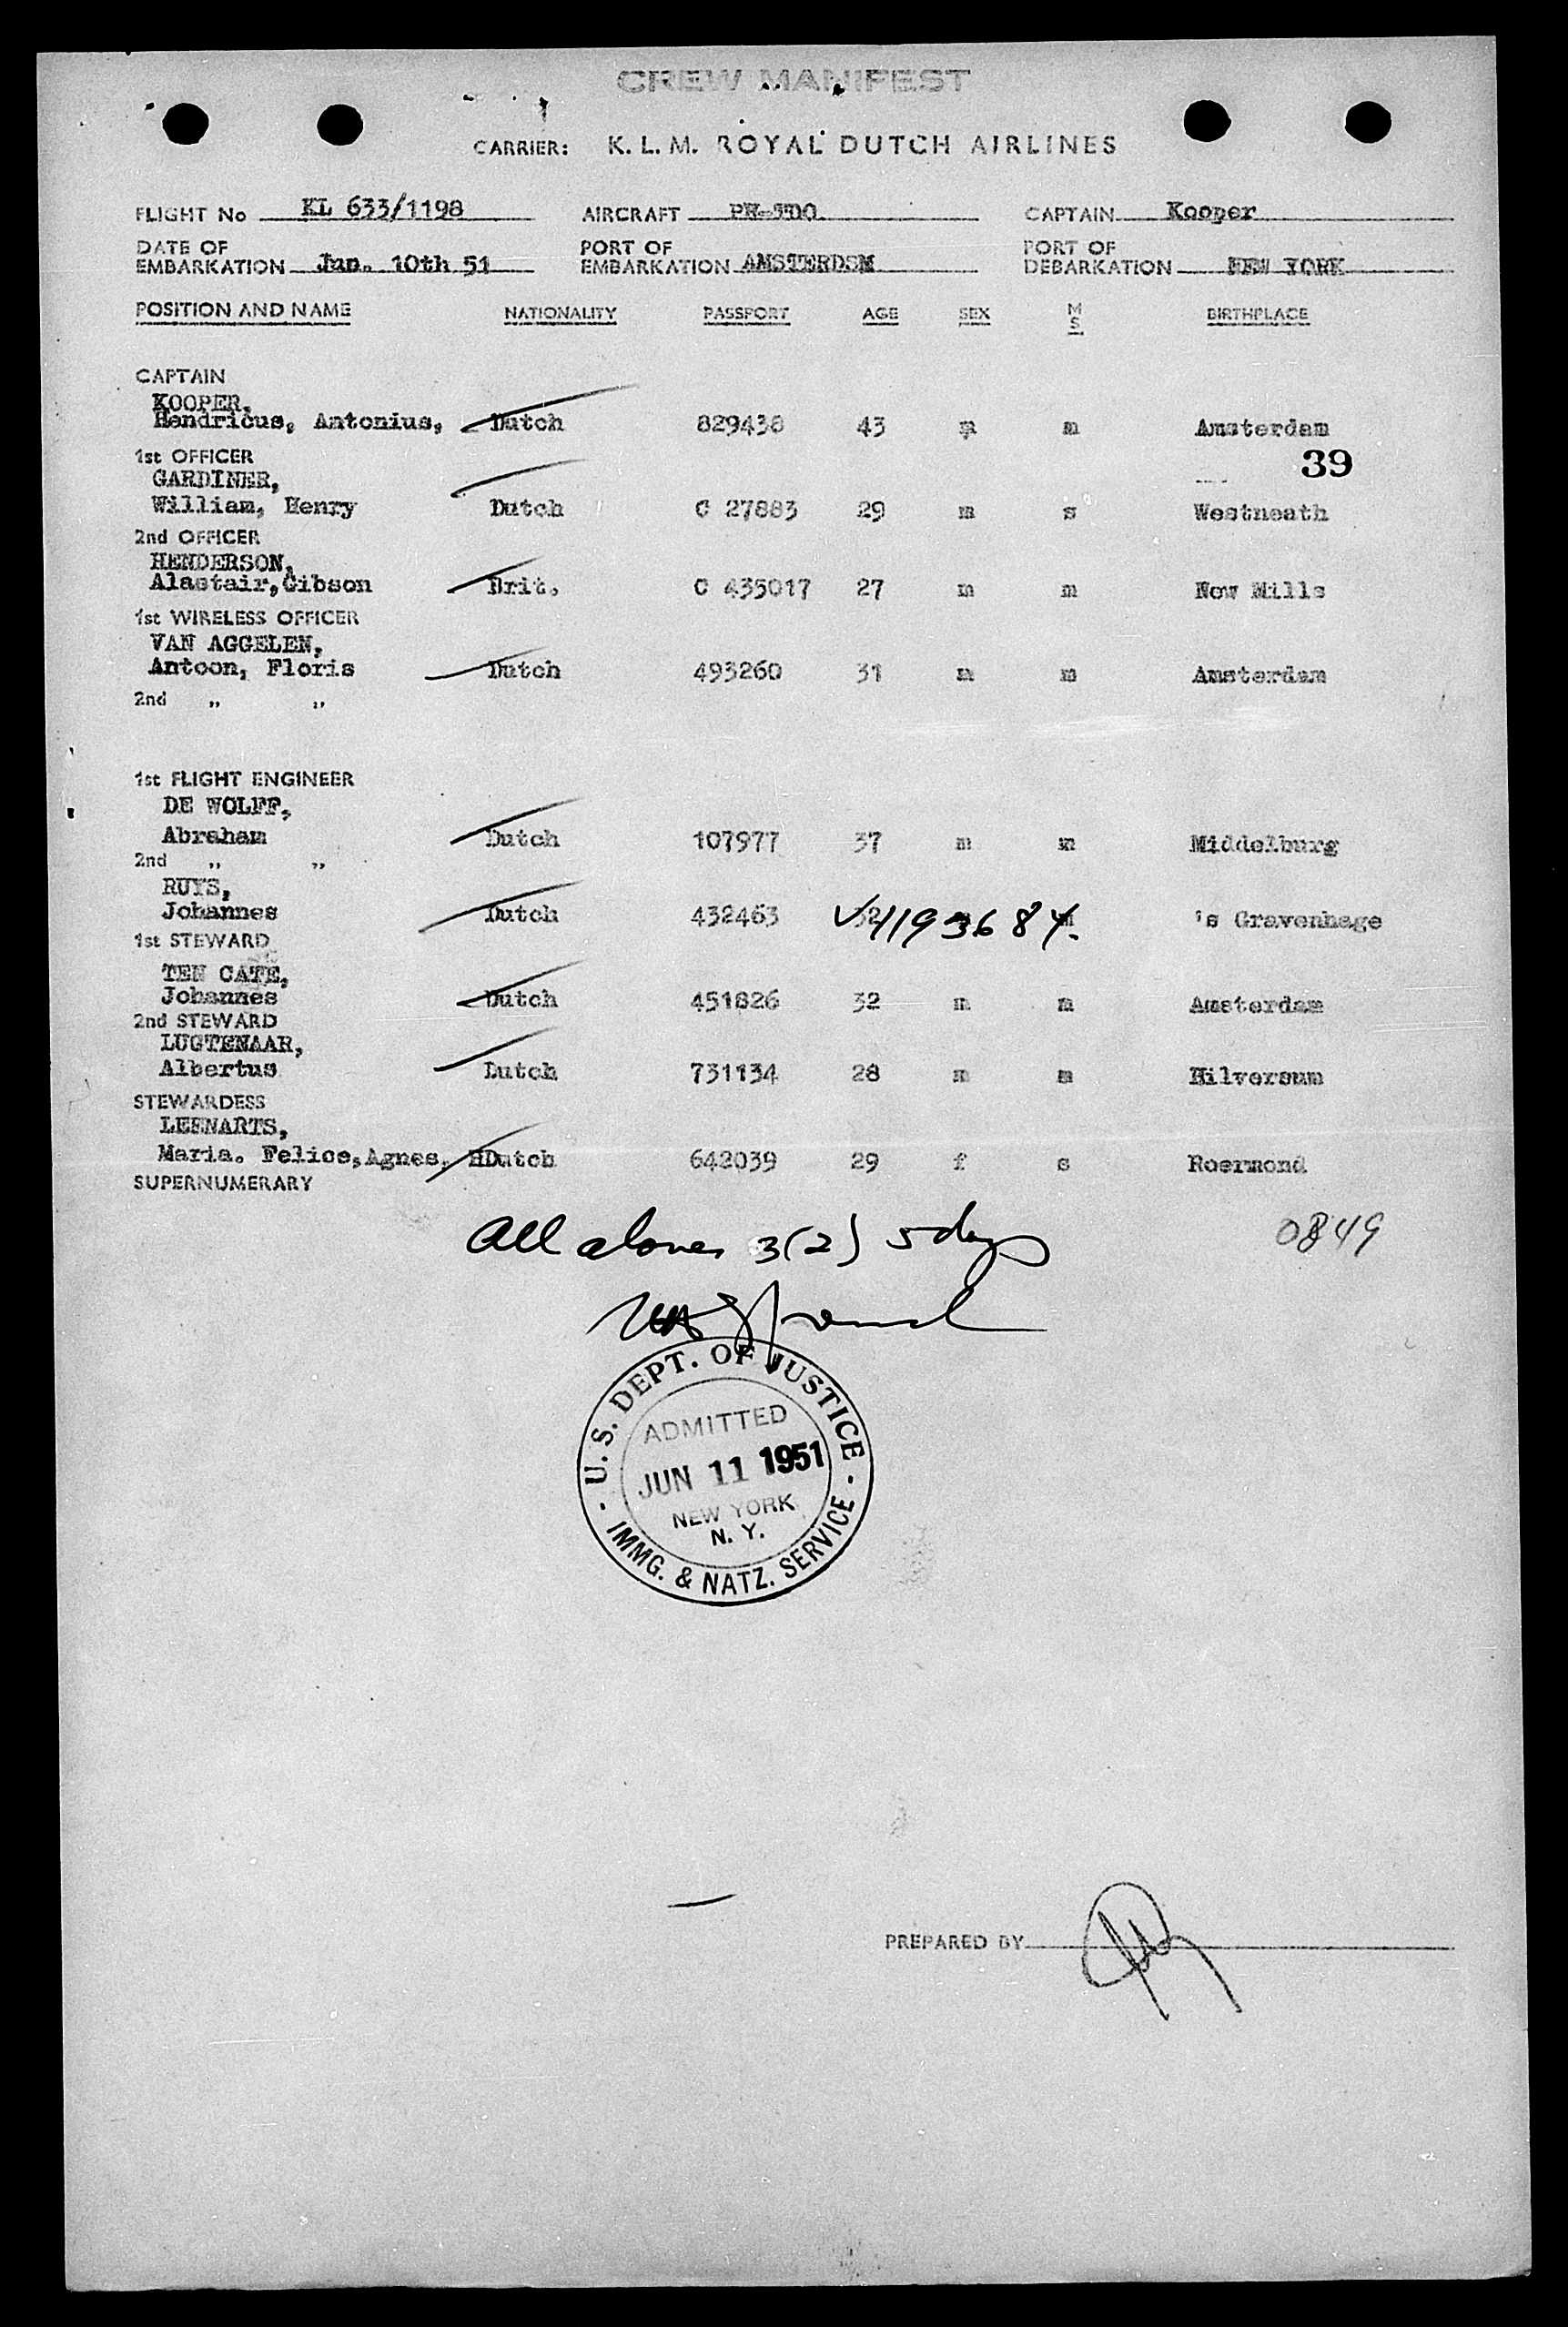 CREW MANIFEST
CARRIER: K. L. M. ROYAL DUTCH AIRLINES
FLIGHT No KL 633/1198 AIRCRAFT CAPTAIN Kooper
DATE OF EMBARKATION Jun. 10th 51 PORT OF EMBARKATION AMSTERDSM PORT OF DEBARKATION NEW YORK
POSITION AND NAME NATIONALITY PASSPORT AGE SEX M S BIRTHPLACE
CAPTAIN
KOOPER,
Hendricus, Antonius, Dutch 829438 43 m m Amsterdam
1st OFFICER 39
GARDINER,
William, Henry Dutch C 27883 29 m s Westneath
2nd OFFICER
HENDERSON,
Alastair, Gibson Brit. C 435017 27 m m New Mills
1st WIRELESS OFFICER
VAN AGGELEN,
Antoon, Floris Dutch 493260 31 m m Amsterdam
2nd " "
1st FLIGHT ENGINEER
DE WOLFF,
Abraham Dutch 107977 37 m m Middelburg
2nd " "
RUYS,
Johannes Dutch 432463 32 m 's Gravenhage
1st STEWARD
TEN CATE,
Johannes Dutch 451826 32 m m Amsterdam
2nd STEWARD
LUGTENAAR,
Albertus Dutch 731134 28 m m Hilversum
STEWARDESS
LEENARTS,
Maria. Felice, Agnes, Dutch 642039 29 f s Roermond
SUPERNUMERARY
All above 3(2) 5 days 0849
U. S. DEPT. OF JUSTICE
ADMITTED
JUN 11 1951
NEW YORK
N. Y.
IMMG. & NATZ. SERVICE
PREPARED BY